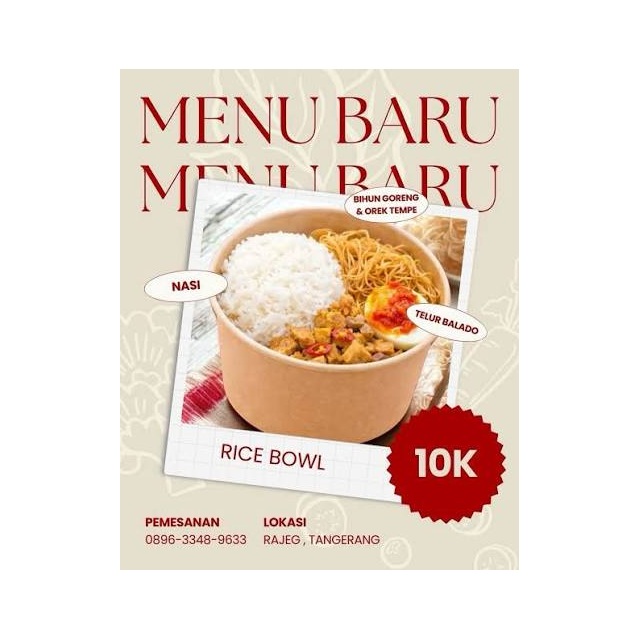 MENU BARU
MENU BARU
BIHUN GORENG
& OREK TEMPE
NASI
TELUR BALADO
RICE BOWL
10K
PEMESANAN
0896-3348-9633
LOKASI
RAJEG , TANGERANG